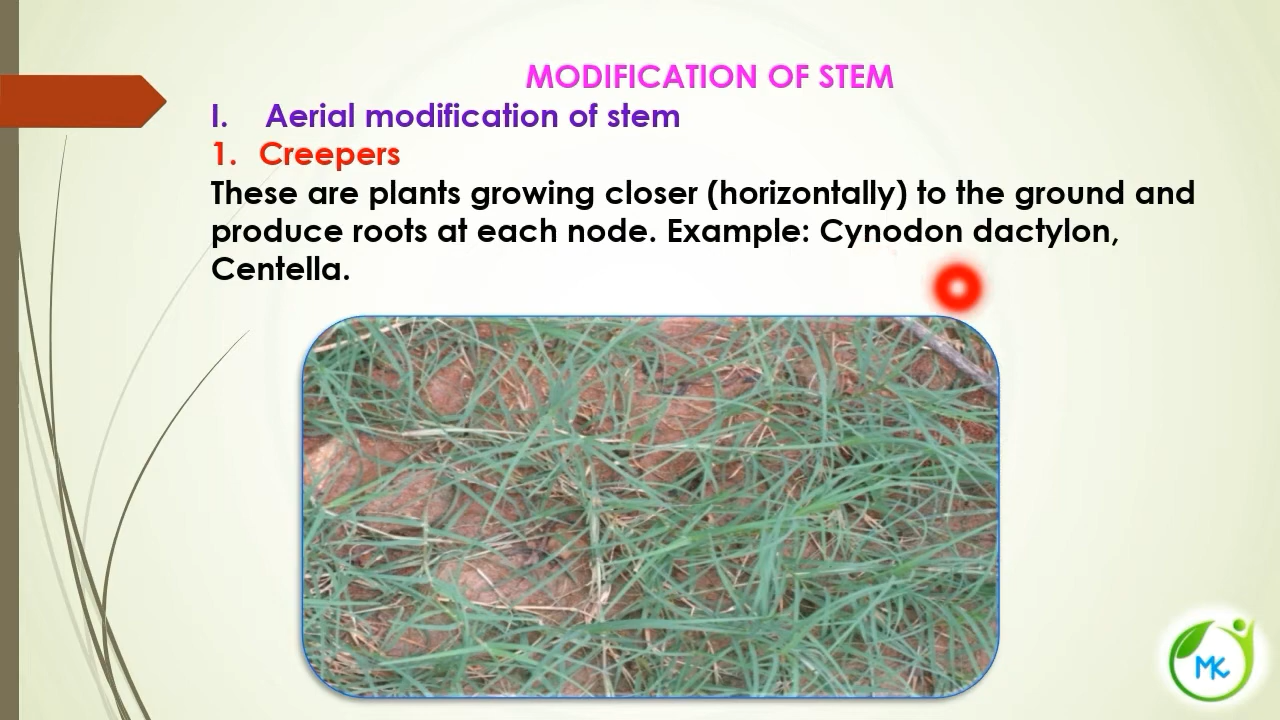 MODIFICATION OF STEM
I. Aerial modification of stem
1. Creepers
These are plants growing closer (horizontally) to the ground and
produce roots at each node. Example: Cynodon dactylon,
Centella.
MK